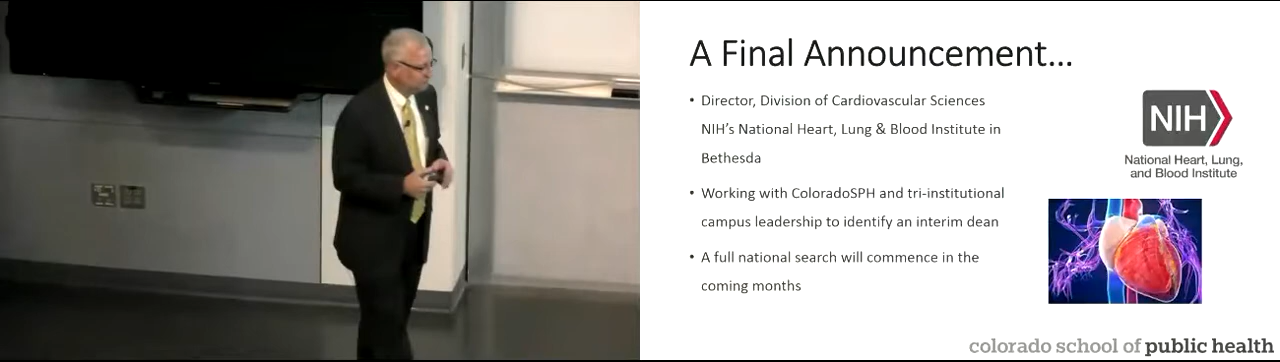 A Final Announcement...
• Director, Division of Cardiovascular Sciences
NIH's National Heart, Lung & Blood Institute in
Bethesda
• Working with ColoradoSPH and tri-institutional
campus leadership to identify an interim dean
• A full national search will commence in the
coming months
NIH
National Heart, Lung,
and Blood Institute
colorado school of public health